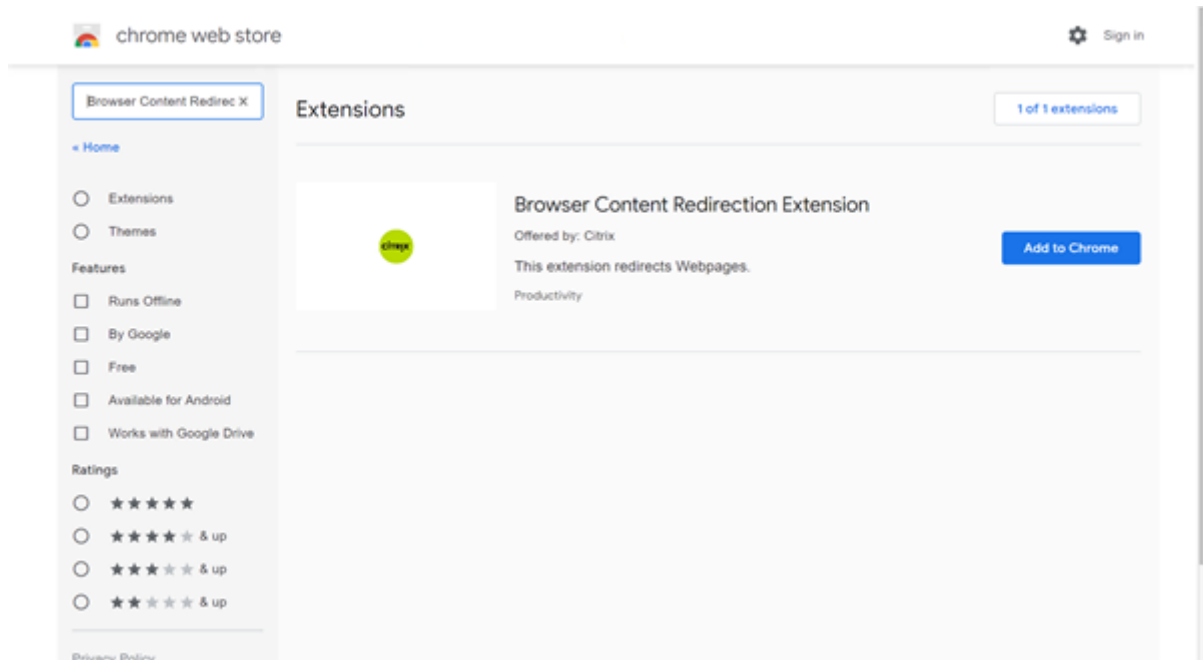 chrome web store
Sign in
Browser Content Redirec X
« Home
Extensions
Themes
Features
Runs Offline
By Google
Free
Available for Android
Works with Google Drive
Ratings
& up
& up
& up
Privacy Policy
Extensions
1 of 1 extensions
citrix
Browser Content Redirection Extension
Offered by: Citrix
This extension redirects Webpages.
Productivity
Add to Chrome